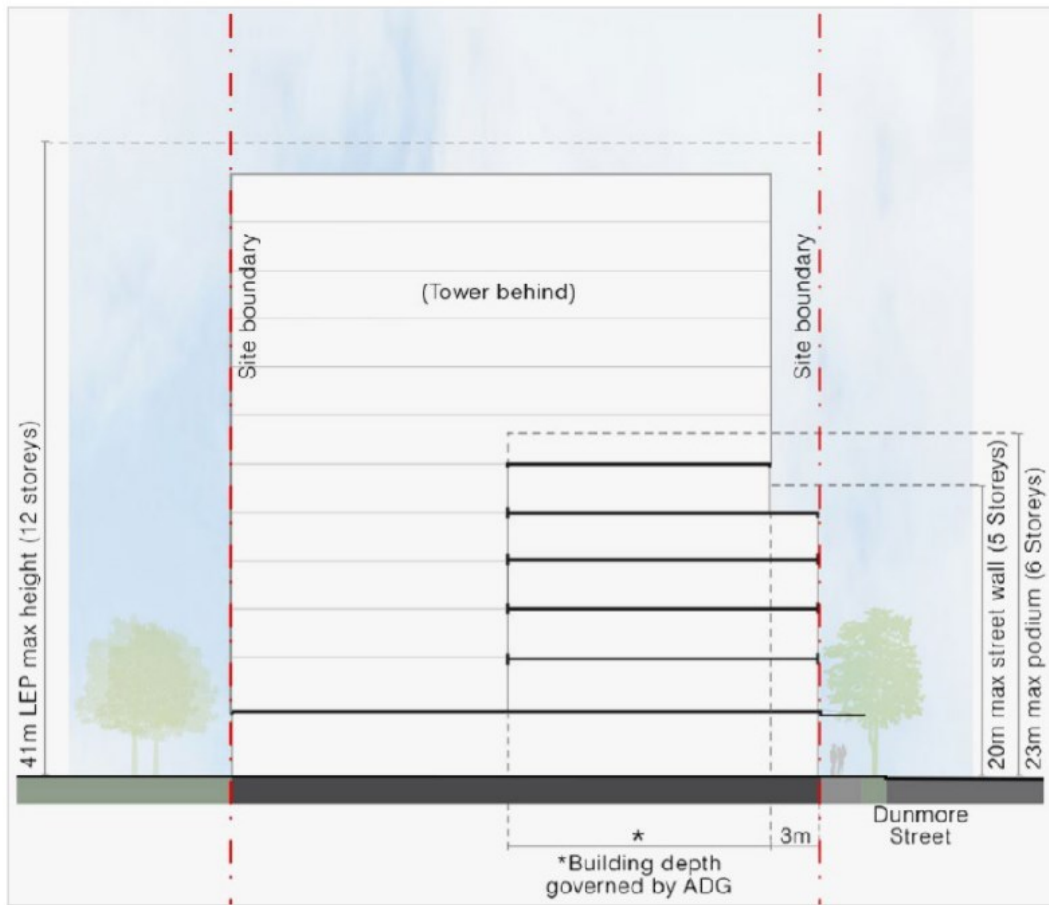 41m LEP max height (12 storeys)
Site boundary
(Tower behind)
Site boundary
20m max street wall (5 Storeys)
23m max podium (6 Storeys)
Dunmore
Street
*
3m
*Building depth
governed by ADG